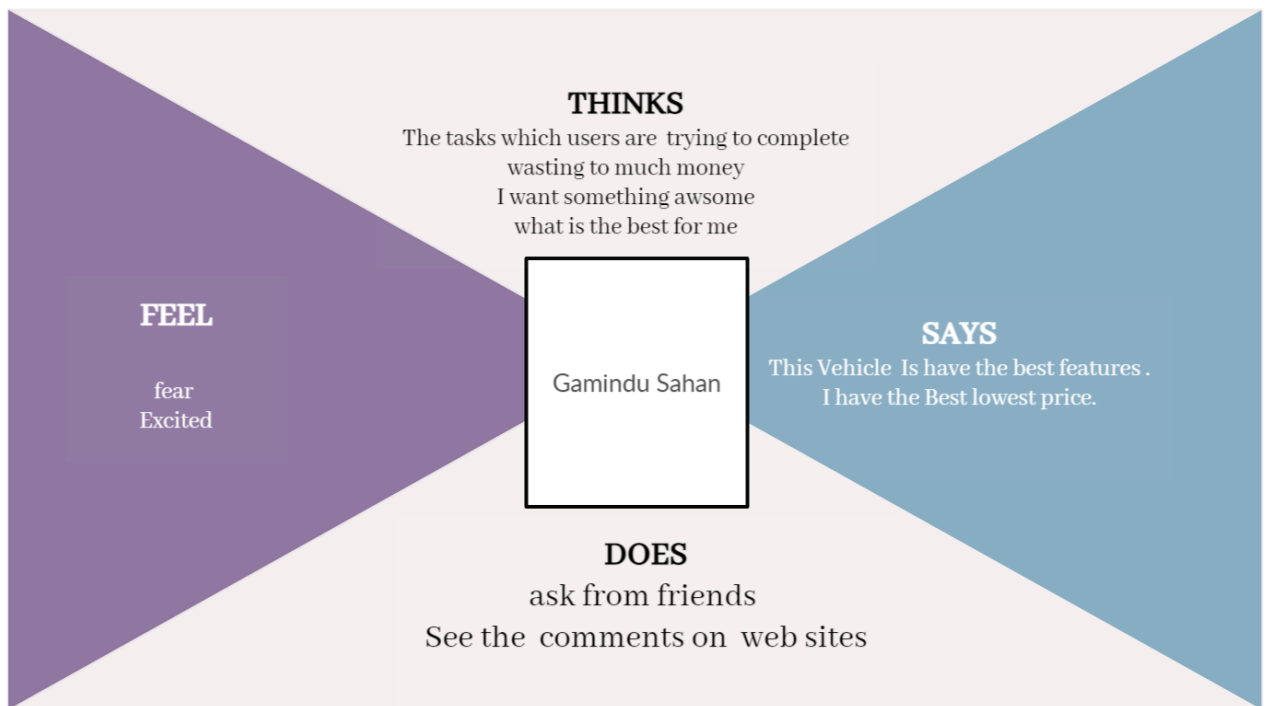 THINKS
The tasks which users are trying to complete
wasting to much money
I want something awsome
what is the best for me
FEEL
fear
Excited
Gamindu Sahan
SAYS
This Vehicle Is have the best features .
I have the Best lowest price.
DOES
ask from friends
See the comments on web sites